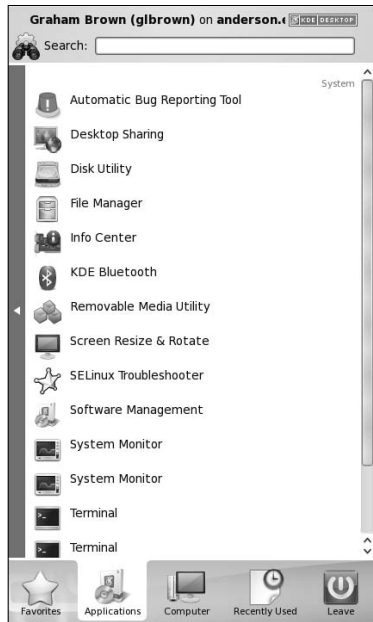 Graham Brown (glbrown) on anderson.e KDE DESKTOP
Search:
System
Automatic Bug Reporting Tool
Desktop Sharing
Disk Utility
File Manager
Info Center
KDE Bluetooth
Removable Media Utility
Screen Resize & Rotate
SELinux Troubleshooter
Software Management
System Monitor
System Monitor
Terminal
Terminal
Favorites Applications Computer Recently Used Leave